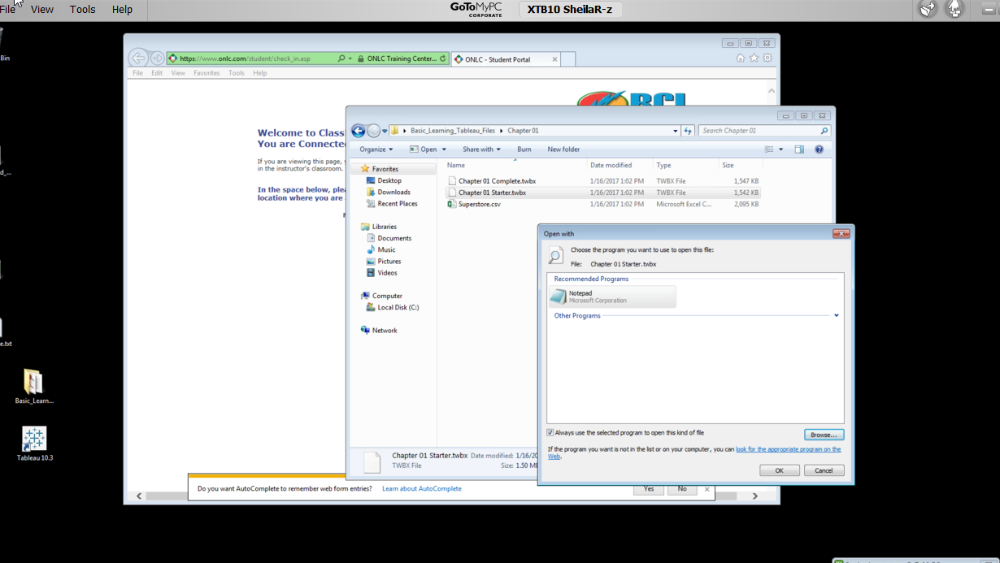 File View Tools Help
GoToMyPC
CORPORATE
XTB10 SheilaR-z
Bin
https://www.onlc.com/student/check_in.asp
ONLC Training Center...
ONLC - Student Portal
File Edit View Favorites Tools Help
Welcome to Class
You are Connected
If you are viewing this page, y
in the instructor's classroom.
In the space below, plea
location where you are
Basic_Learning_Tableau_Files Chapter 01
Search Chapter 01
Organize Open Share with Burn New folder
Name Date modified Type Size
Favorites
Desktop
Downloads
Recent Places
Libraries
Documents
Music
Pictures
Videos
Computer
Local Disk (C:)
Network
Chapter 01 Complete.twbx 1/16/2017 1:02 PM TWBX File 1,547 KB
Chapter 01 Starter.twbx 1/16/2017 1:02 PM TWBX File 1,542 KB
Superstore.csv 1/16/2017 1:02 PM Microsoft Excel C... 2,095 KB
Open with
Choose the program you want to use to open this file:
File: Chapter 01 Starter.twbx
Recommended Programs
Notepad
Microsoft Corporation
Other Programs
Always use the selected program to open this kind of file
Browse...
If the program you want is not in the list or on your computer, you can look for the appropriate program on the
Web.
OK Cancel
Chapter 01 Starter.twbx Date modified: 1/16/20
TWBX File Size: 1.50 MB
Do you want AutoComplete to remember web form entries? Learn about AutoComplete
Yes No
d_...
e.txt
Basic_Learn...
Tableau 10.3